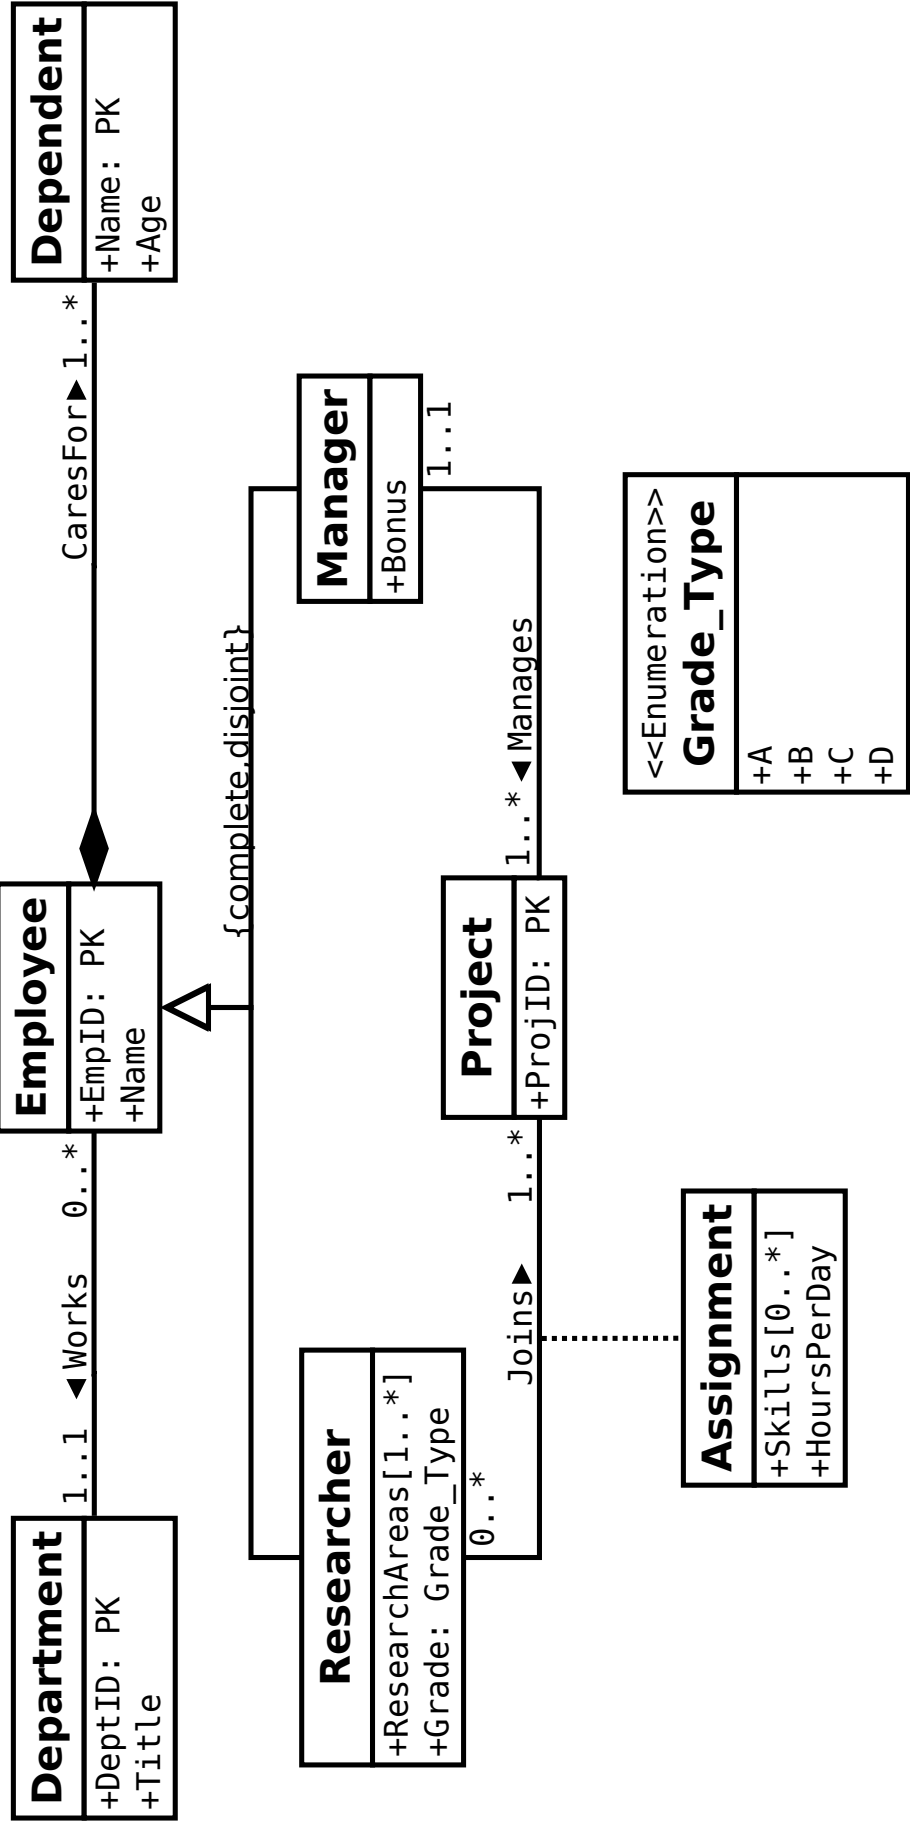 Department
+DeptID: PK
+Title
1..1
◀ Works
0..*
Employee
+EmpID: PK
+Name
CaresFor▶
1..*
Dependent
+Name: PK
+Age
{complete,disjoint}
Researcher
+ResearchAreas[1..*]
+Grade: Grade_Type
0..*
Manager
+Bonus
1..1
Joins▶
1..*
Project
+ProjID: PK
1..*
◀ Manages
Assignment
+Skills[0..*]
+HoursPerDay
<<Enumeration>>
Grade_Type
+A
+B
+C
+D